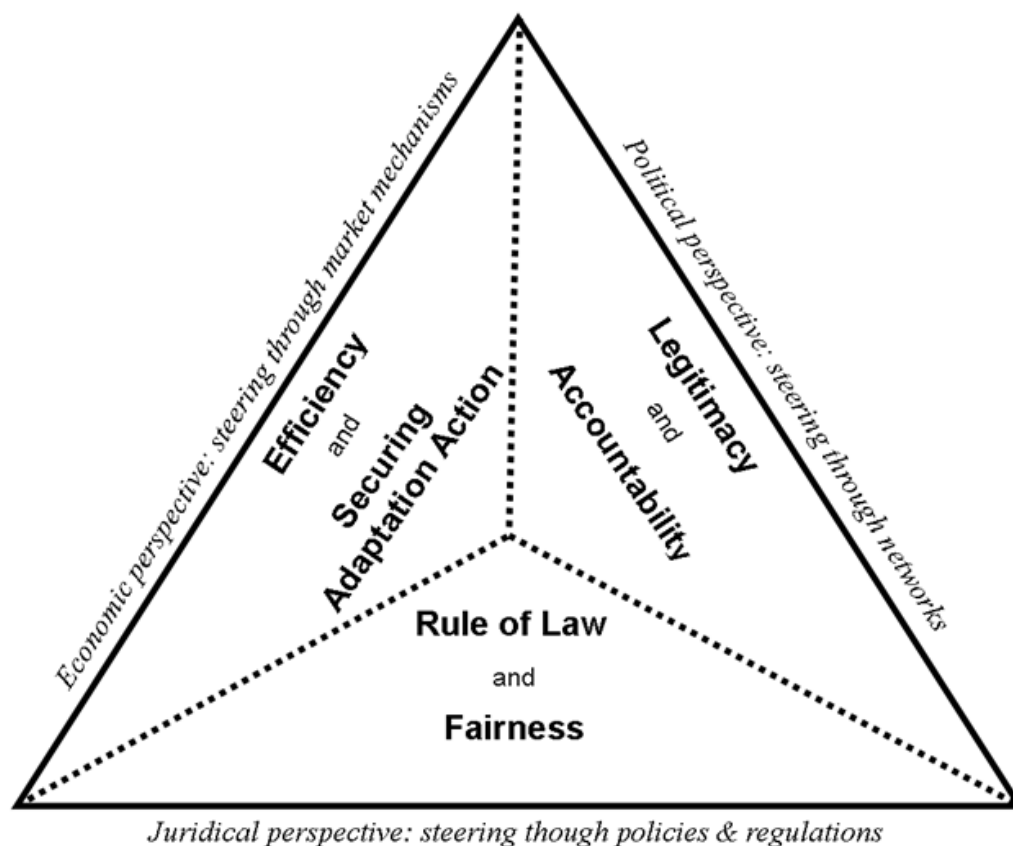 Economic perspective: steering through market mechanisms
Political perspective: steering through networks
Efficiency
and
Securing
Adaptation Action
Legitimacy
and
Accountability
Rule of Law
and
Fairness
Juridical perspective: steering though policies & regulations